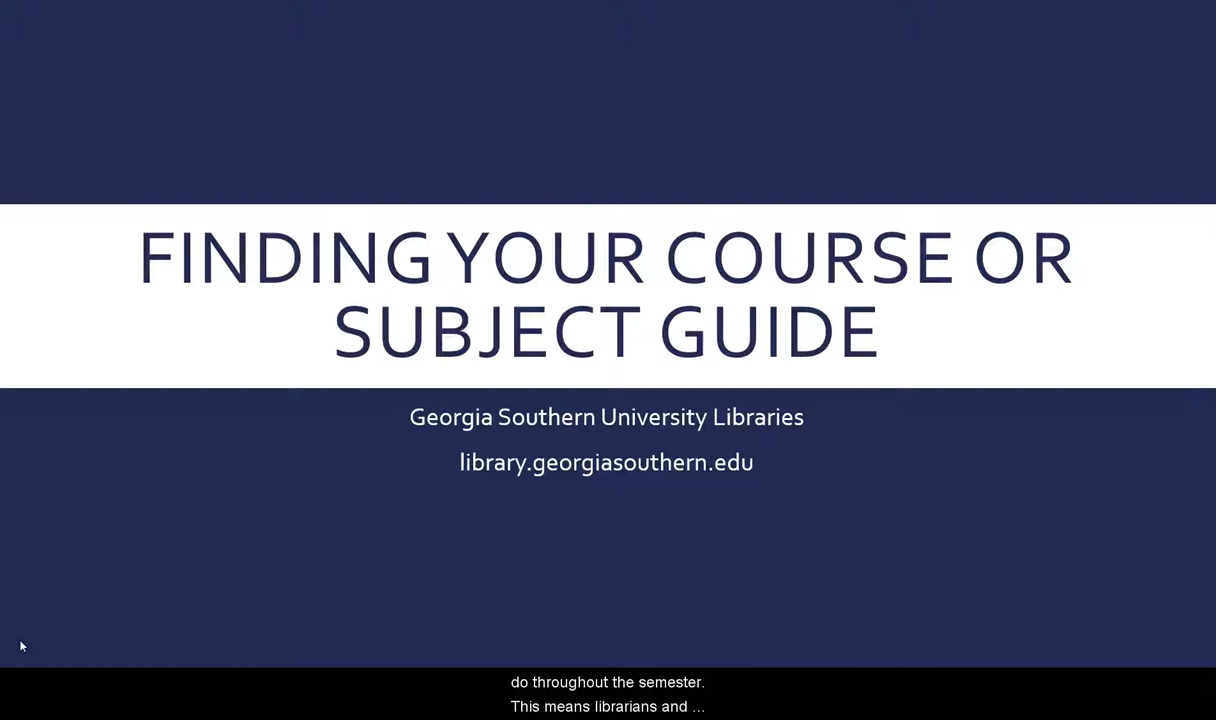 FINDING YOUR COURSE OR
SUBJECT GUIDE
Georgia Southern University Libraries
library.georgiasouthern.edu
do throughout the semester.
This means librarians and ...